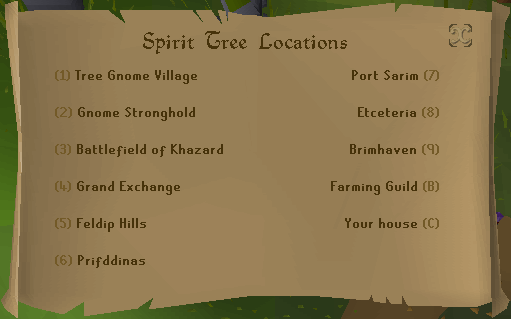 Spirit Tree Locations
(1) Tree Gnome Village
(2) Gnome Stronghold
(3) Battlefield of Khazard
(4) Grand Exchange
(5) Feldip Hills
(6) Prifddinas
Port Sarim (7)
Etceteria (8)
Brimhaven (9)
Farming Guild (B)
Your house (C)